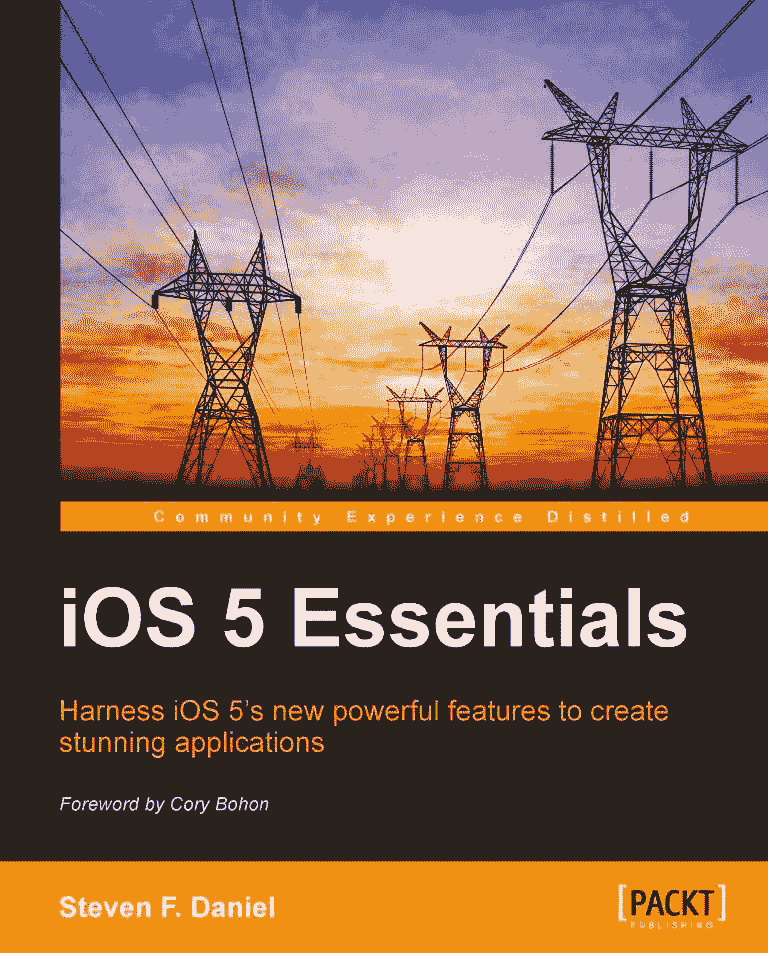 Community Experience Distilled
iOS 5 Essentials
Harness iOS 5's new powerful features to create
stunning applications
Foreword by Cory Bohon
Steven F. Daniel
[PACKT]
PUBLISHING